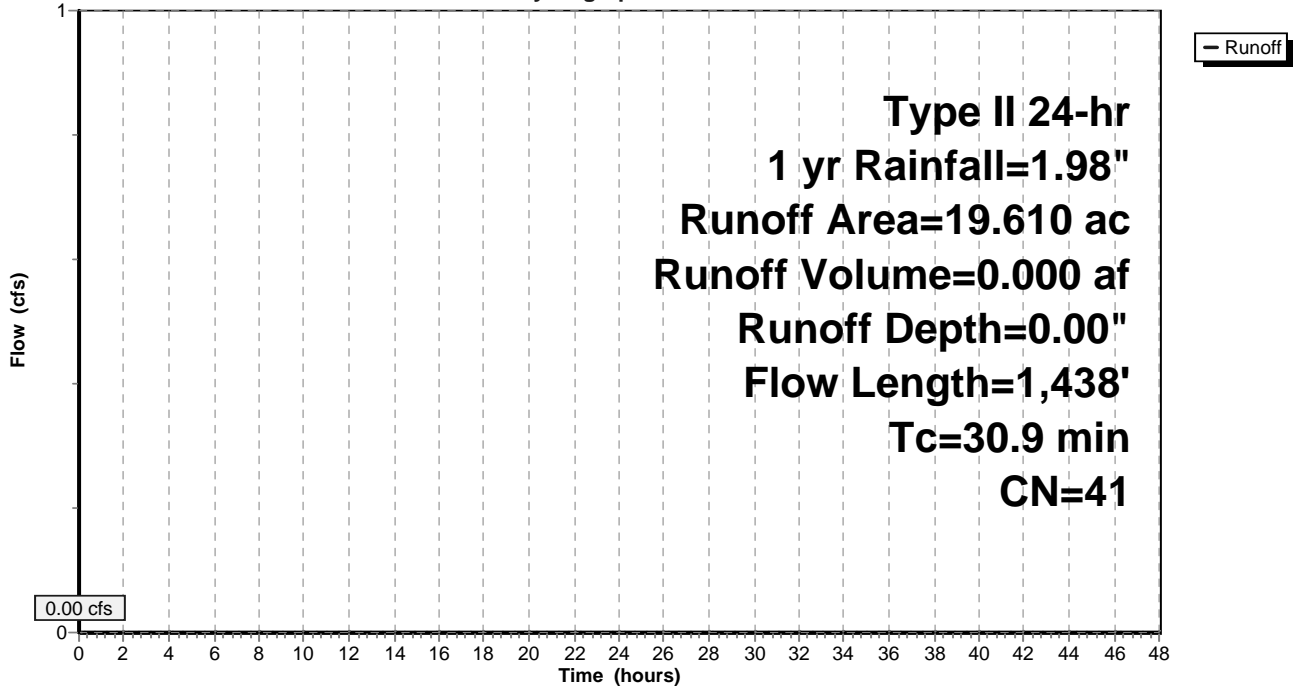 1
Runoff
Type II 24-hr
1 yr Rainfall=1.98"
Runoff Area=19.610 ac
Runoff Volume=0.000 af
Runoff Depth=0.00"
Flow Length=1,438'
Tc=30.9 min
CN=41
Flow (cfs)
0.00 cfs
0
0 2 4 6 8 10 12 14 16 18 20 22 24 26 28 30 32 34 36 38 40 42 44 46 48
Time (hours)